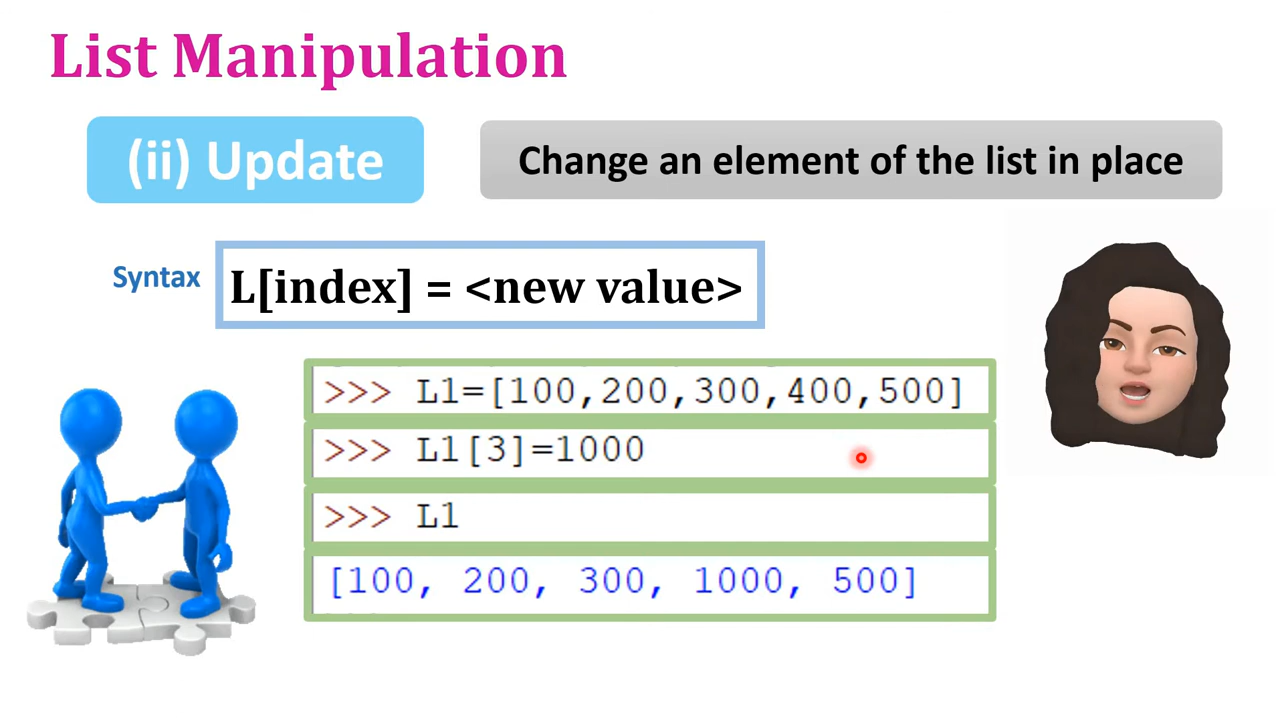 List Manipulation
(ii) Update
Change an element of the list in place
Syntax
L[index] = <new value>
>>> L1=[100,200,300,400,500]
>>> L1[3]=1000
>>> L1
[100, 200, 300, 1000, 500]